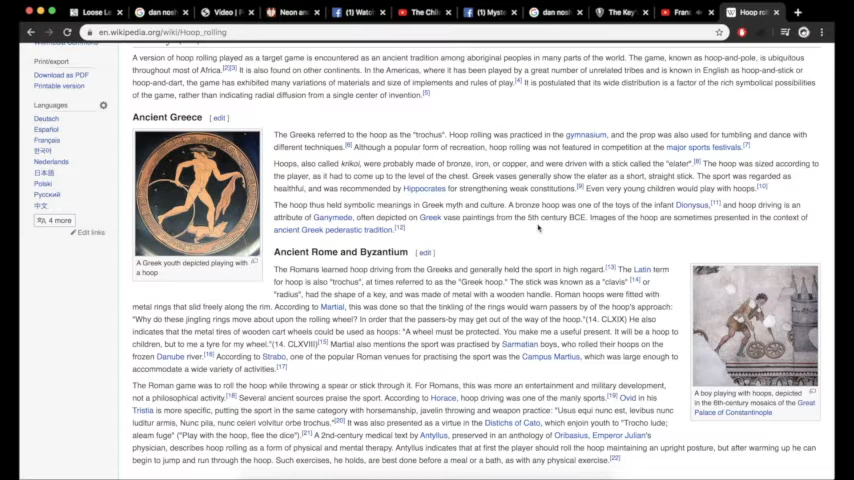 Loose L
dan nosh
Video | P
Neon and
(1) Watch
The Chil
(1) Myste
dan nosh
The Key'
Franz
Hoop rol
en.wikipedia.org/wiki/Hoop_rolling
Print/export
Download as PDF
Printable version
Languages
Deutsch
Español
Français
한국어
Nederlands
日本語
Polski
Русский
中文
4 more
Edit links
A version of hoop rolling played as a target game is encountered as an ancient tradition among aboriginal peoples in many parts of the world. The game, known as hoop-and-pole, is ubiquitous
throughout most of Africa.[2][3] It is also found on other continents. In the Americas, where it has been played by a great number of unrelated tribes and is known in English as hoop-and-stick or
hoop-and-dart, the game has exhibited many variations of materials and size of implements and rules of play.[4] It is postulated that its wide distribution is a factor of the rich symbolical possibilities
of the game, rather than indicating radial diffusion from a single center of invention.[5]
Ancient Greece [ edit ]
The Greeks referred to the hoop as the "trochus". Hoop rolling was practiced in the gymnasium, and the prop was also used for tumbling and dance with
different techniques.[6] Although a popular form of recreation, hoop rolling was not featured in competition at the major sports festivals.[7]
Hoops, also called krikoi, were probably made of bronze, iron, or copper, and were driven with a stick called the "elater".[8] The hoop was sized according to
the player, as it had to come up to the level of the chest. Greek vases generally show the elater as a short, straight stick. The sport was regarded as
healthful, and was recommended by Hippocrates for strengthening weak constitutions.[9] Even very young children would play with hoops.[10]
The hoop thus held symbolic meanings in Greek myth and culture. A bronze hoop was one of the toys of the infant Dionysus,[11] and hoop driving is an
attribute of Ganymede, often depicted on Greek vase paintings from the 5th century BCE. Images of the hoop are sometimes presented in the context of
ancient Greek pederastic tradition.[12]
A Greek youth depicted playing with
a hoop
Ancient Rome and Byzantium [ edit ]
The Romans learned hoop driving from the Greeks and generally held the sport in high regard.[13] The Latin term
for hoop is also "trochus", at times referred to as the "Greek hoop." The stick was known as a "clavis" [14] or
"radius", had the shape of a key, and was made of metal with a wooden handle. Roman hoops were fitted with
metal rings that slid freely along the rim. According to Martial, this was done so that the tinkling of the rings would warn passers by of the hoop's approach:
"Why do these jingling rings move about upon the rolling wheel? In order that the passers-by may get out of the way of the hoop."(14. CLXIX) He also
indicates that the metal tires of wooden cart wheels could be used as hoops: "A wheel must be protected. You make me a useful present. It will be a hoop to
children, but to me a tyre for my wheel."(14. CLXVIII)[15] Martial also mentions the sport was practised by Sarmatian boys, who rolled their hoops on the
frozen Danube river.[16] According to Strabo, one of the popular Roman venues for practising the sport was the Campus Martius, which was large enough to
accommodate a wide variety of activities.[17]
The Roman game was to roll the hoop while throwing a spear or stick through it. For Romans, this was more an entertainment and military development,
not a philosophical activity.[18] Several ancient sources praise the sport. According to Horace, hoop driving was one of the manly sports.[19] Ovid in his
Tristia is more specific, putting the sport in the same category with horsemanship, javelin throwing and weapon practice: "Usus equi nunc est, levibus nunc
luditur armis, Nunc pila, nunc celeri volvitur orbe trochus."[20] It was also presented as a virtue in the Distichs of Cato, which enjoin youth to "Trocho lude;
aleam fuge" ("Play with the hoop, flee the dice").[21] A 2nd-century medical text by Antyllus, preserved in an anthology of Oribasius, Emperor Julian's
physician, describes hoop rolling as a form of physical and mental therapy. Antyllus indicates that at first the player should roll the hoop maintaining an upright posture, but after warming up he can
begin to jump and run through the hoop. Such exercises, he holds, are best done before a meal or a bath, as with any physical exercise.[22]
A boy playing with hoops, depicted
in the 6th-century mosaics of the Great
Palace of Constantinople